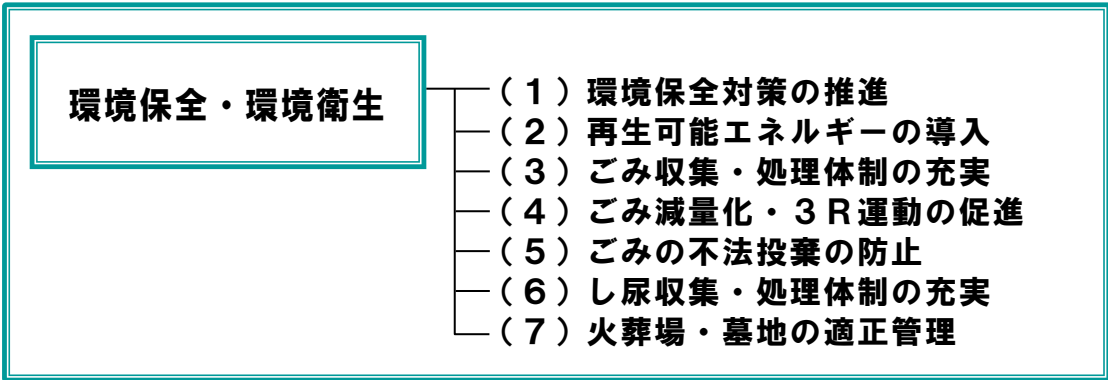 環境保全・環境衛生
（１）環境保全対策の推進
（２）再生可能エネルギーの導入
（３）ごみ収集・処理体制の充実
（４）ごみ減量化・３Ｒ運動の促進
（５）ごみの不法投棄の防止
（６）し尿収集・処理体制の充実
（７）火葬場・墓地の適正管理